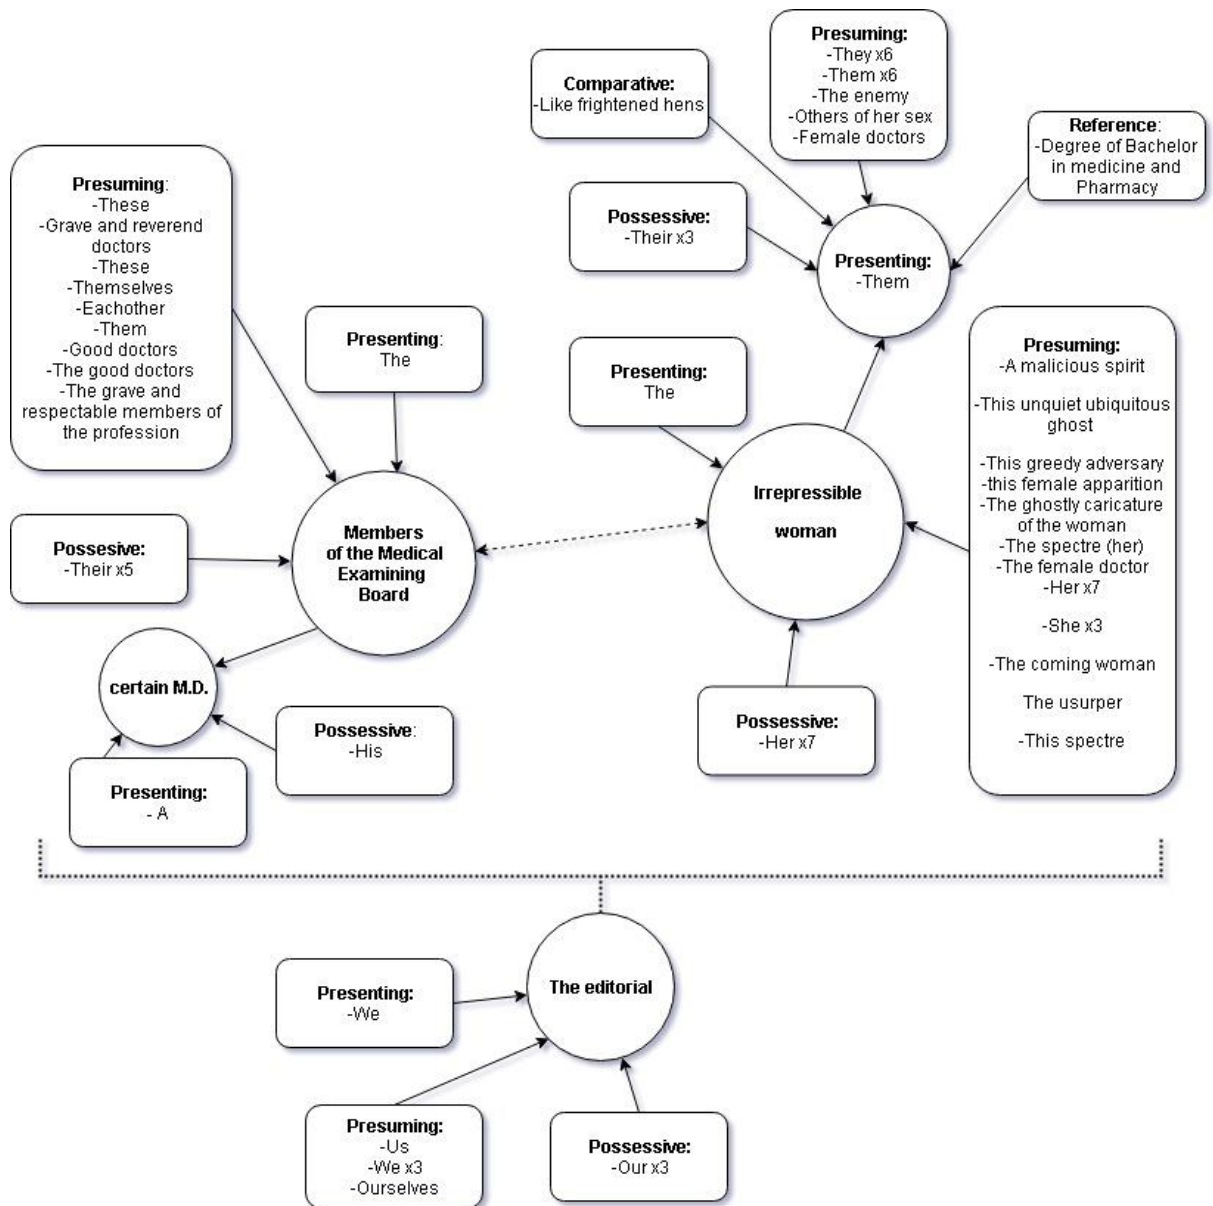 Presuming:
-They x6
-Them x6
-The enemy
-Others of her sex
-Female doctors
Comparative:
-Like frightened hens
Reference:
-Degree of Bachelor
in medicine and
Pharmacy
Presuming:
-These
-Grave and reverend
doctors
-These
-Themselves
-Eachother
-Them
-Good doctors
-The good doctors
-The grave and
respectable members of
the profession
Possessive:
-Their x3
Presenting:
-Them
Presenting:
The
Presenting:
The
Presuming:
-A malicious spirit
-This unquiet ubiquitous
ghost
-This greedy adversary
-this female apparition
-The ghostly caricature
of the woman
-The spectre (her)
-The female doctor
-Her x7
-She x3
-The coming woman
The usurper
-This spectre
Irrepressible
woman
Members
of the Medical
Examining
Board
Possesive:
-Their x5
certain M.D.
Possessive:
-His
Possessive:
-Her x7
Presenting:
- A
The editorial
Presenting:
-We
Presuming:
-Us
-We x3
-Ourselves
Possessive:
-Our x3